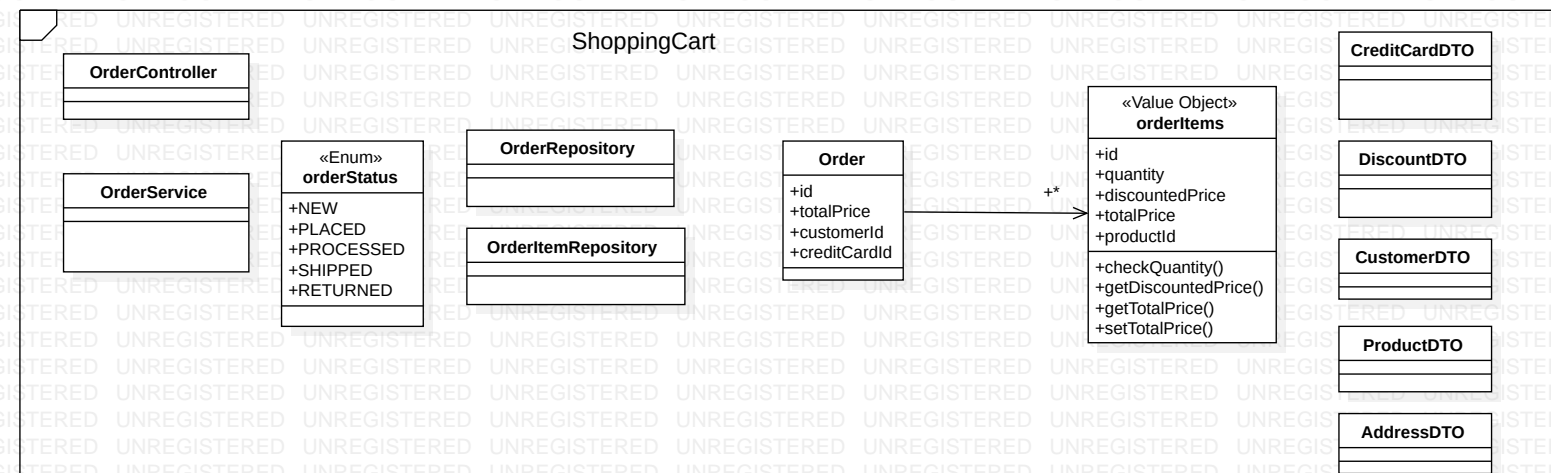 ShoppingCart
OrderController
OrderService
«Enum»
orderStatus
+NEW
+PLACED
+PROCESSED
+SHIPPED
+RETURNED
OrderRepository
OrderItemRepository
Order
+id
+totalPrice
+customerId
+creditCardId
+*
«Value Object»
orderItems
+id
+quantity
+discountedPrice
+totalPrice
+productId
+checkQuantity()
+getDiscountedPrice()
+getTotalPrice()
+setTotalPrice()
CreditCardDTO
DiscountDTO
CustomerDTO
ProductDTO
AddressDTO
UNREGISTERED